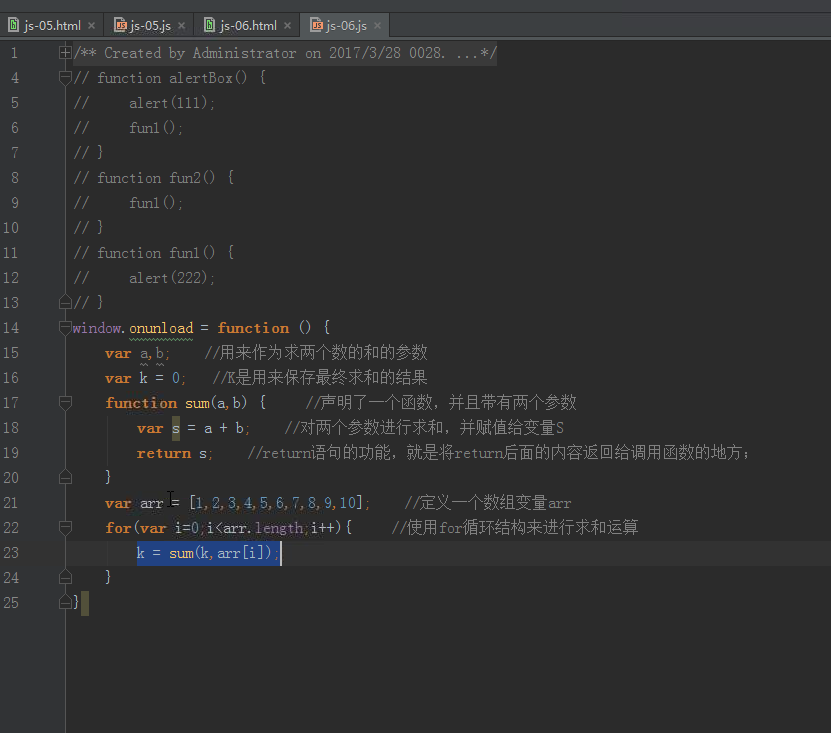 js-05.html × js-05.js × js-06.html × js-06.js ×
1 /** Created by Administrator on 2017/3/28 0028. ...*/
4 // function alertBox() {
5 //     alert(111);
6 //     fun1();
7 // }
8 // function fun2() {
9 //     fun1();
10 // }
11 // function fun1() {
12 //     alert(222);
13 // }
14 window.onunload = function () {
15     var a,b;    //用来作为求两个数的和的参数
16     var k = 0;   //K是用来保存最终求和的结果
17     function sum(a,b) {     //声明了一个函数，并且带有两个参数
18         var s = a + b;    //对两个参数进行求和，并赋值给变量S
19         return s;    //return语句的功能，就是将return后面的内容返回给调用函数的地方；
20     }
21     var arr = [1,2,3,4,5,6,7,8,9,10];    //定义一个数组变量arr
22     for(var i=0;i<arr.length;i++){     //使用for循环结构来进行求和运算
23         k = sum(k,arr[i]);
24     }
25 }